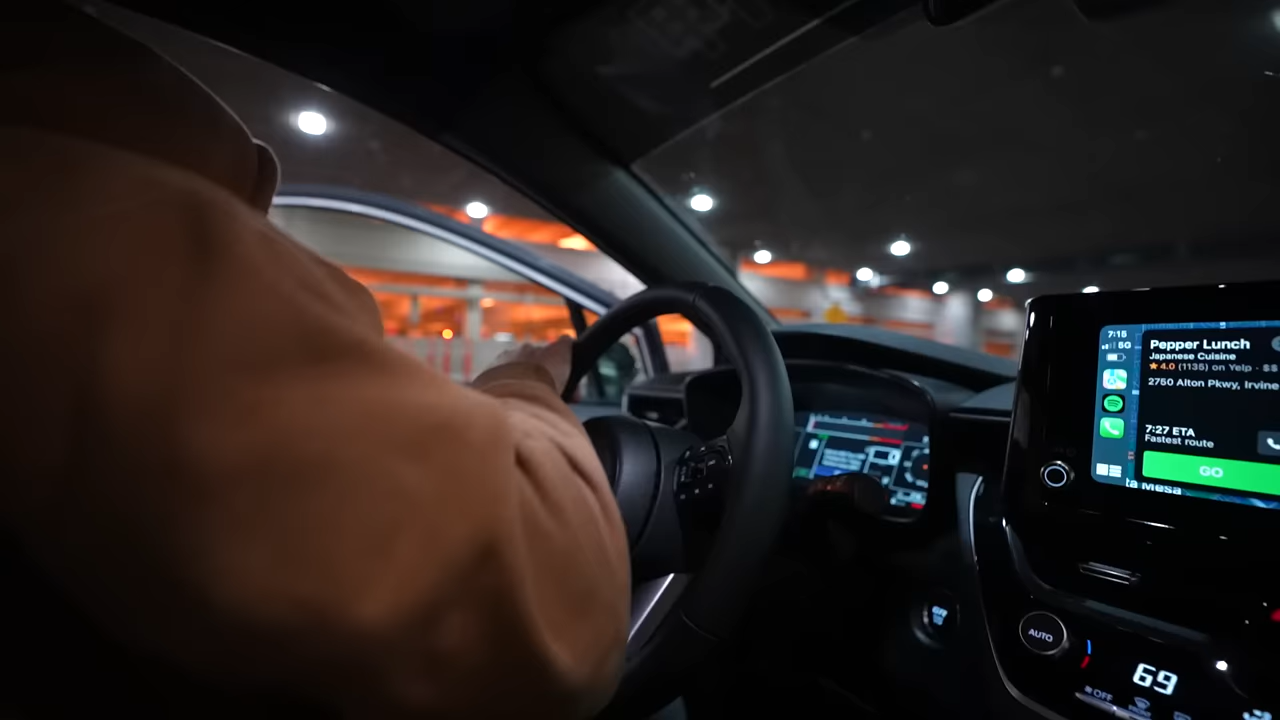 7:15
5G
Pepper Lunch
Japanese Cuisine
4.0 (1135) on Yelp · $$
2750 Alton Pkwy, Irvine
7:27 ETA
Fastest route
GO
ta Mesa
AUTO
69
OFF